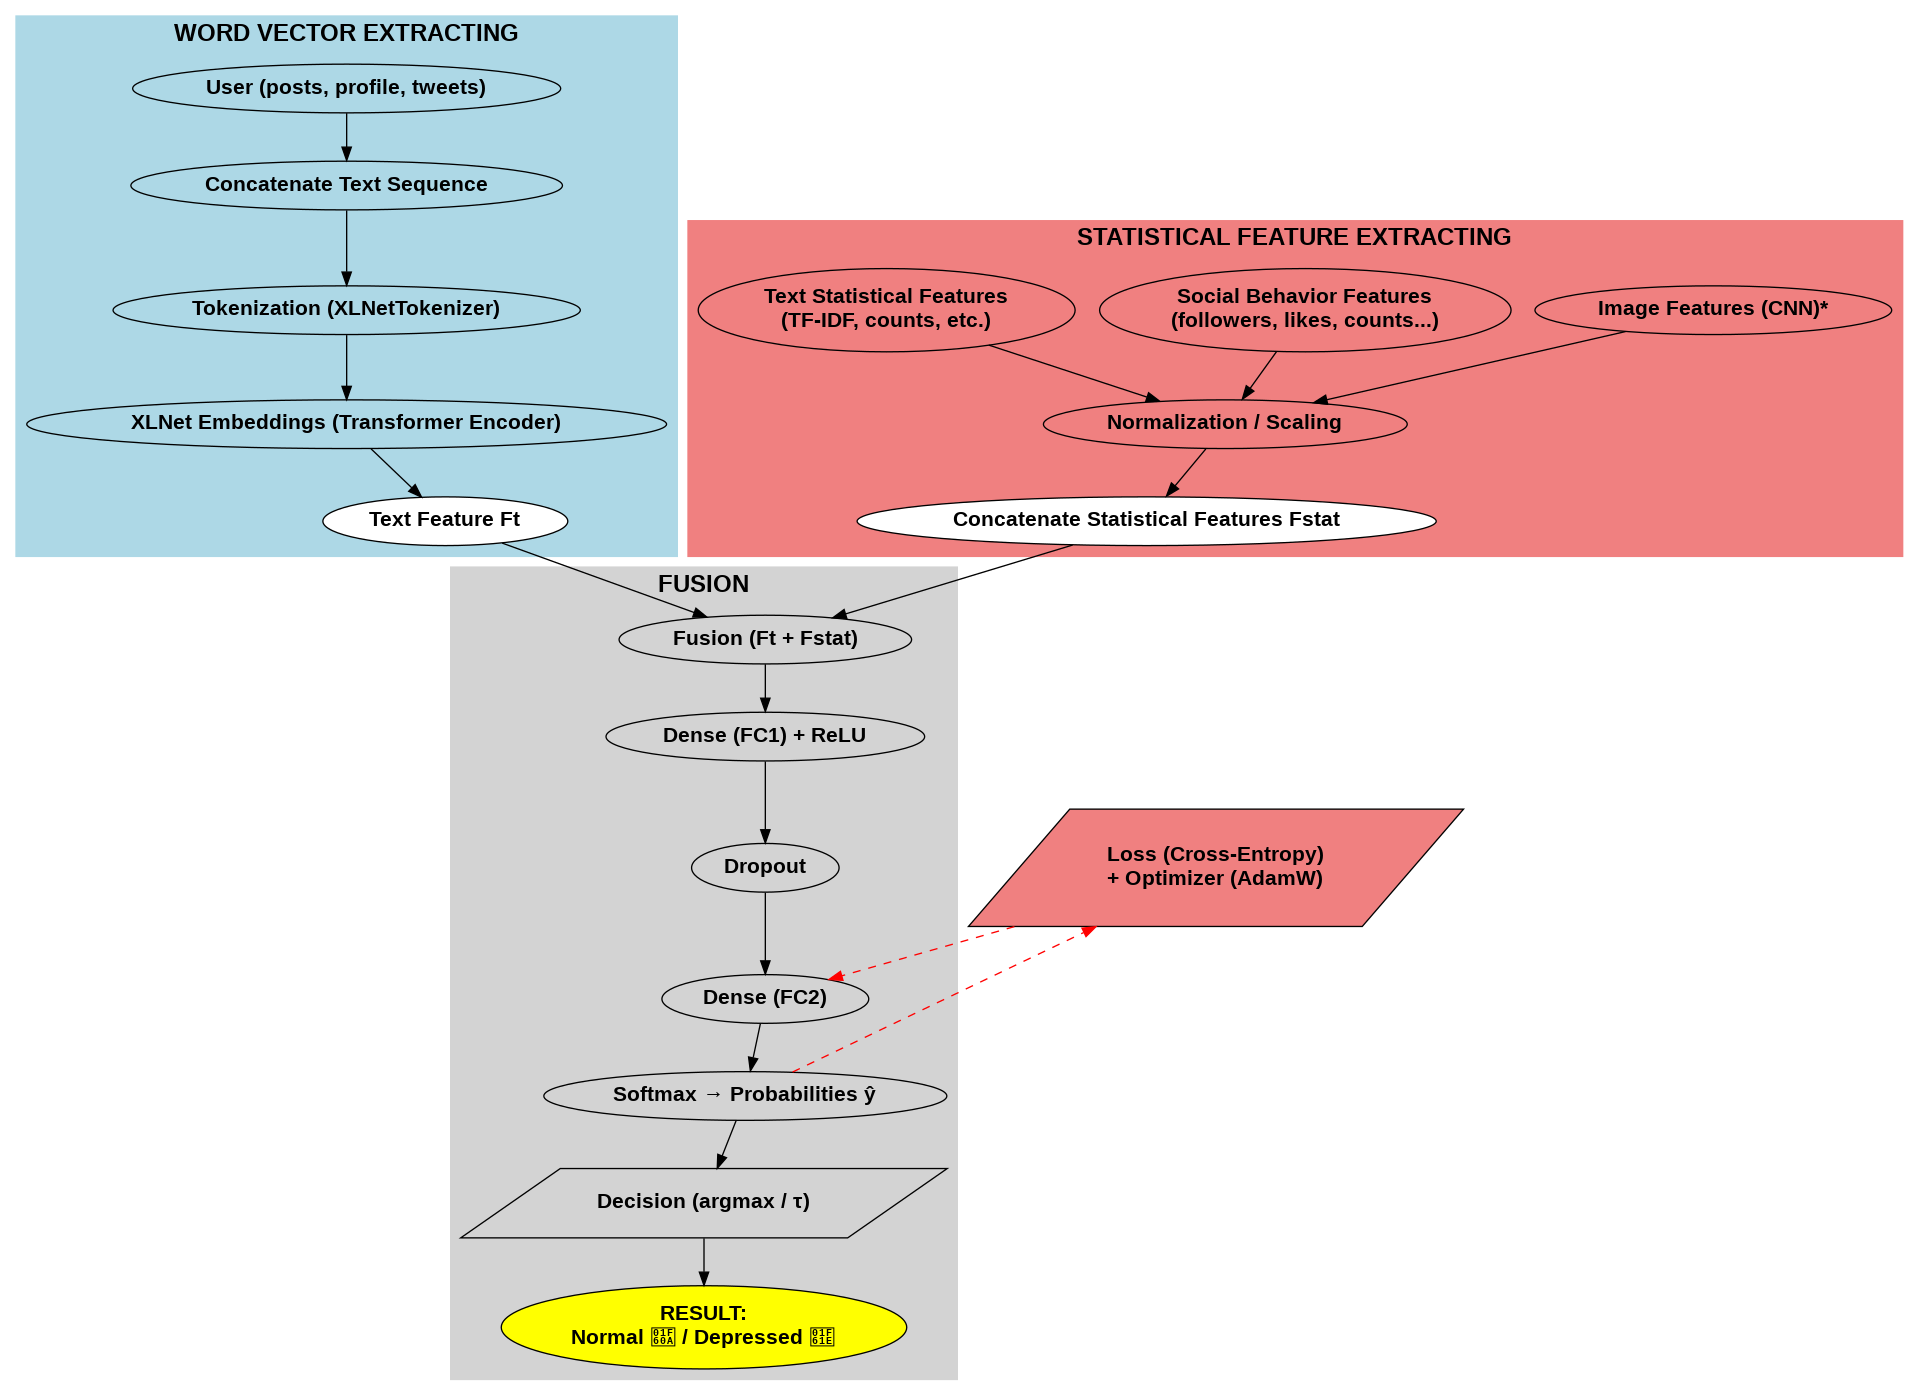 WORD VECTOR EXTRACTING
User (posts, profile, tweets)
Concatenate Text Sequence
Tokenization (XLNetTokenizer)
XLNet Embeddings (Transformer Encoder)
Text Feature Ft
STATISTICAL FEATURE EXTRACTING
Text Statistical Features
(TF-IDF, counts, etc.)
Social Behavior Features
(followers, likes, counts...)
Image Features (CNN)*
Normalization / Scaling
Concatenate Statistical Features Fstat
FUSION
Fusion (Ft + Fstat)
Dense (FC1) + ReLU
Dropout
Loss (Cross-Entropy)
+ Optimizer (AdamW)
Dense (FC2)
Softmax → Probabilities ŷ
Decision (argmax / τ)
RESULT:
Normal 😊 / Depressed 😞